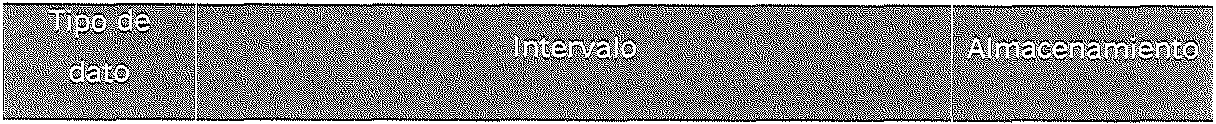 Tipo de
dato
Intervalo
Almacenamiento